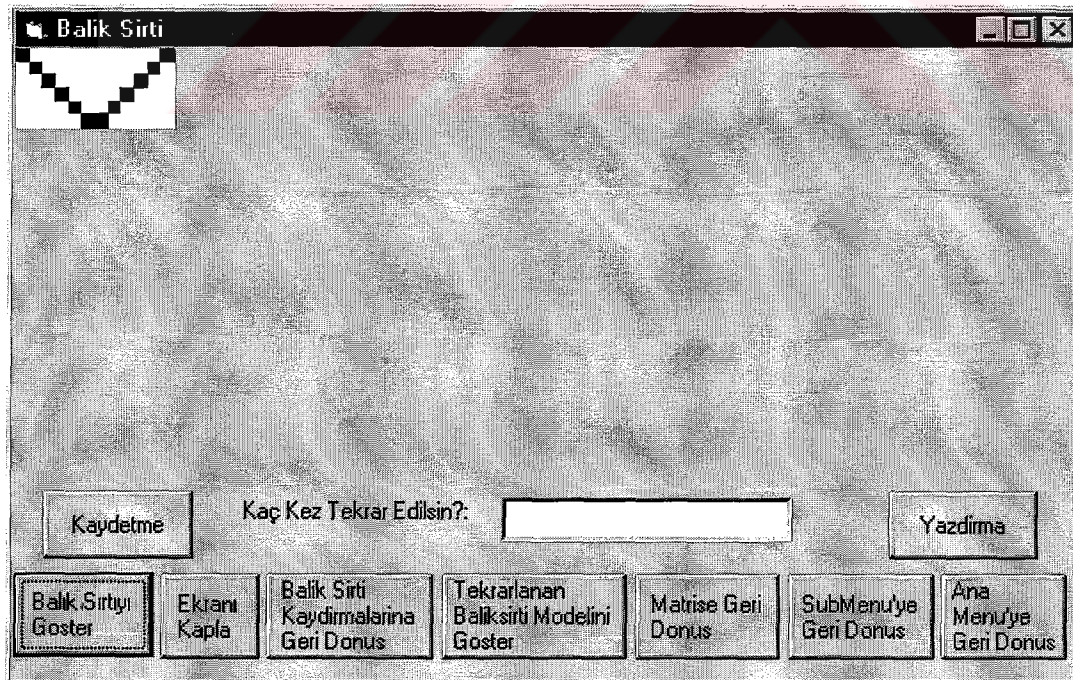 Balik Sirti
Kaydetme
Kaç Kez Tekrar Edilsin?:
Yazdirma
Balik Sirtiyi
Goster
Ekrani
Kapla
Balik Sirti
Kaydirmalarina
Geri Donus
Tekrarlanan
Baliksirti Modelini
Goster
Matrise Geri
Donus
SubMenu'ye
Geri Donus
Ana
Menu'ye
Geri Donus